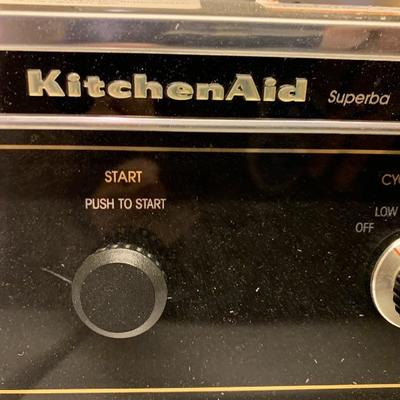 KitchenAid Superba
START
PUSH TO START
LOW
OFF